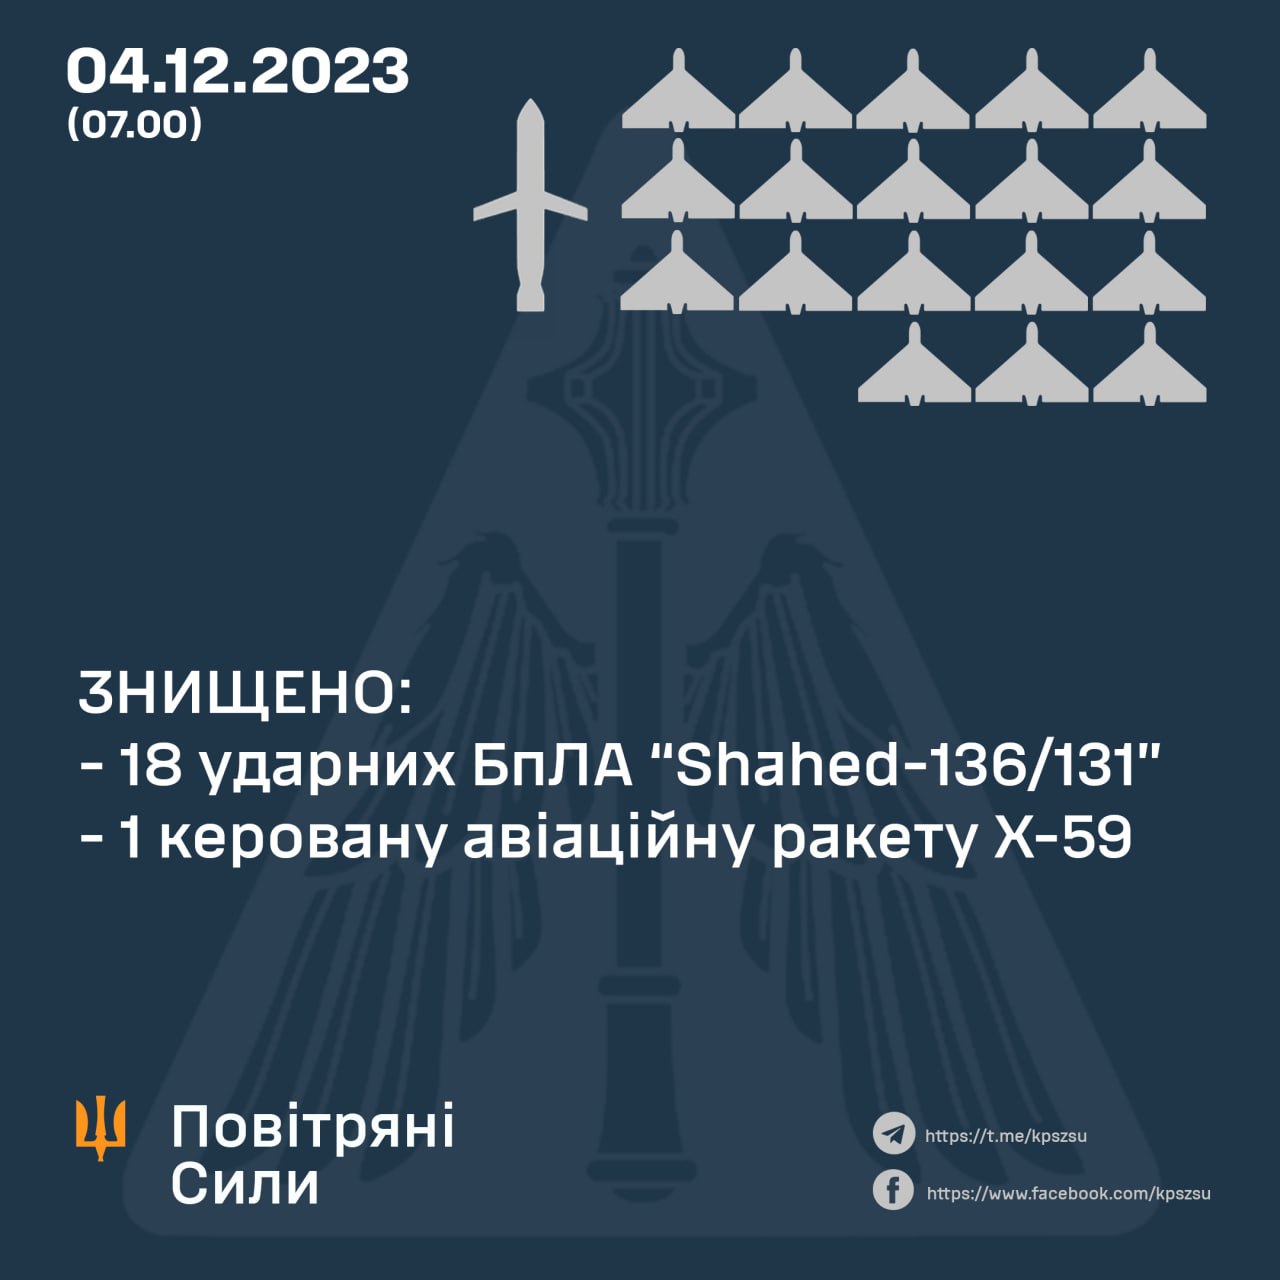 04.12.2023
(07.00)
ЗНИЩЕНО:
- 18 ударних БпЛА “Shahed-136/131”
- 1 керовану авіаційну ракету Х-59
Повітряні
Сили
https://t.me/kpszsu
https://www.facebook.com/kpszsu